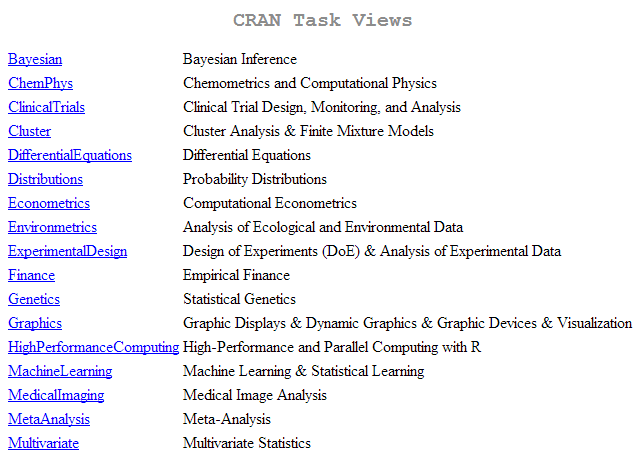 CRAN Task Views
Bayesian Bayesian Inference
ChemPhys Chemometrics and Computational Physics
ClinicalTrials Clinical Trial Design, Monitoring, and Analysis
Cluster Cluster Analysis & Finite Mixture Models
DifferentialEquations Differential Equations
Distributions Probability Distributions
Econometrics Computational Econometrics
Environmetrics Analysis of Ecological and Environmental Data
ExperimentalDesign Design of Experiments (DoE) & Analysis of Experimental Data
Finance Empirical Finance
Genetics Statistical Genetics
Graphics Graphic Displays & Dynamic Graphics & Graphic Devices & Visualization
HighPerformanceComputing High-Performance and Parallel Computing with R
MachineLearning Machine Learning & Statistical Learning
MedicalImaging Medical Image Analysis
MetaAnalysis Meta-Analysis
Multivariate Multivariate Statistics